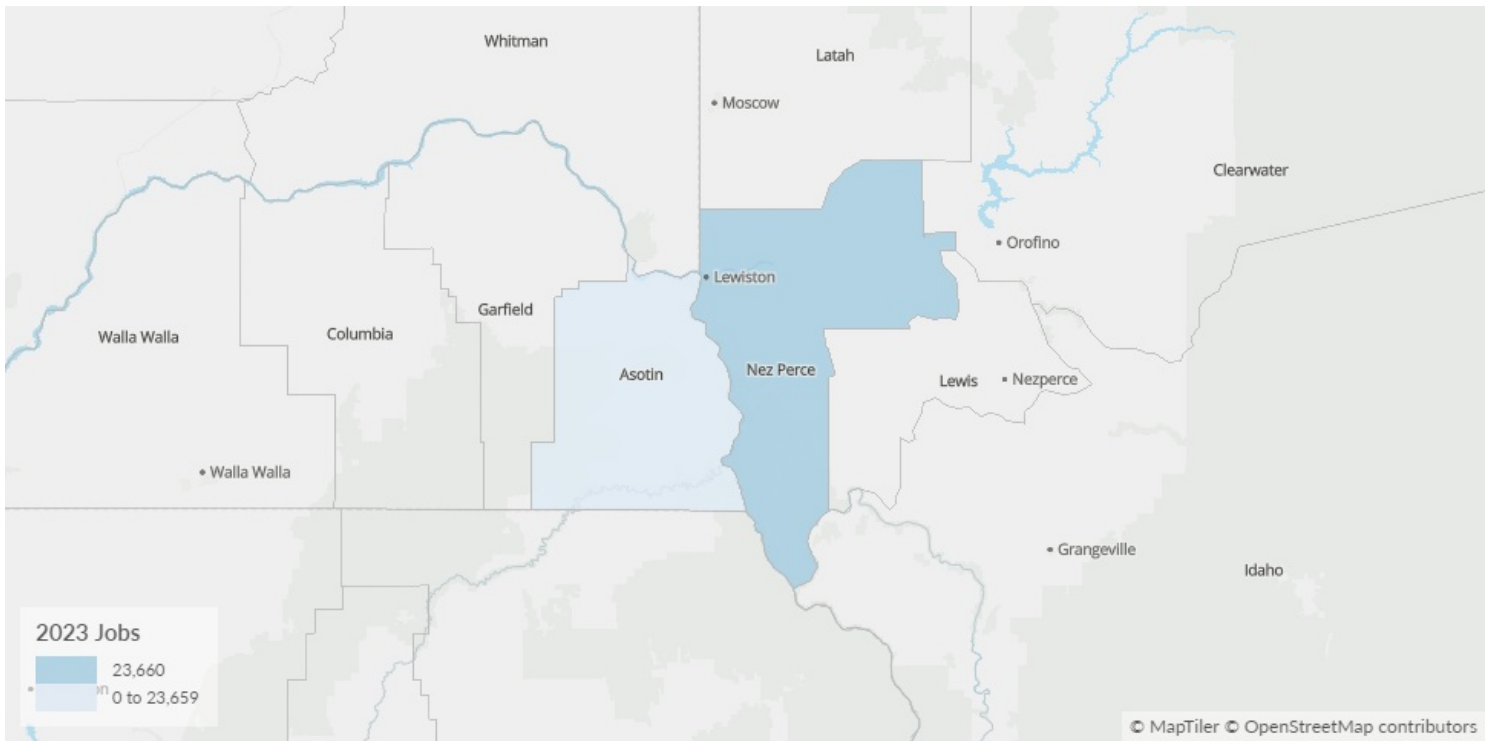 Whitman
Latah
Moscow
Clearwater
Orofino
Lewiston
Garfield
Walla Walla
Columbia
Asotin
Nez Perce
Lewis
Nezperce
Walla Walla
Grangeville
Idaho
2023 Jobs
23,660
0 to 23,659
© MapTiler © OpenStreetMap contributors